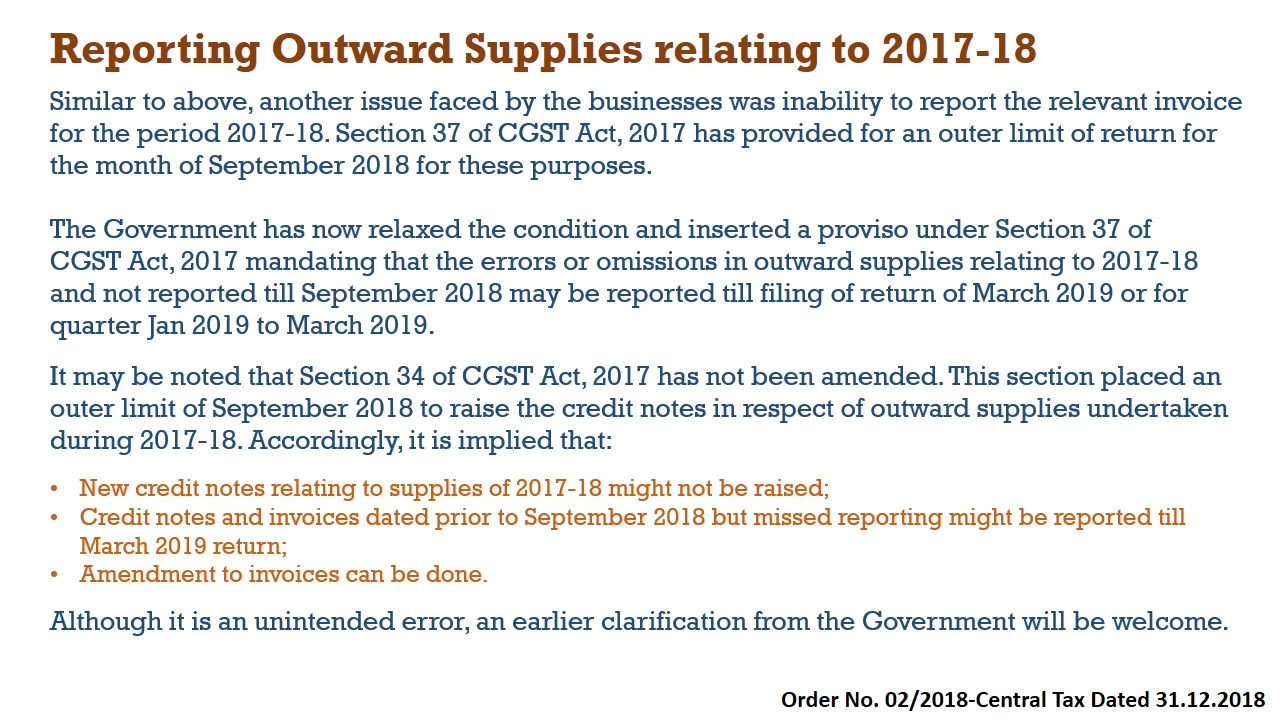 Reporting Outward Supplies relating to 2017-18
Similar to above, another issue faced by the businesses was inability to report the relevant invoice
for the period 2017-18. Section 37 of CGST Act, 2017 has provided for an outer limit of return for
the month of September 2018 for these purposes.
The Government has now relaxed the condition and inserted a proviso under Section 37 of
CGST Act, 2017 mandating that the errors or omissions in outward supplies relating to 2017-18
and not reported till September 2018 may be reported till filing of return of March 2019 or for
quarter Jan 2019 to March 2019.
It may be noted that Section 34 of CGST Act, 2017 has not been amended. This section placed an
outer limit of September 2018 to raise the credit notes in respect of outward supplies undertaken
during 2017-18. Accordingly, it is implied that:
• New credit notes relating to supplies of 2017-18 might not be raised;
• Credit notes and invoices dated prior to September 2018 but missed reporting might be reported till
March 2019 return;
• Amendment to invoices can be done.
Although it is an unintended error, an earlier clarification from the Government will be welcome.
Order No. 02/2018-Central Tax Dated 31.12.2018